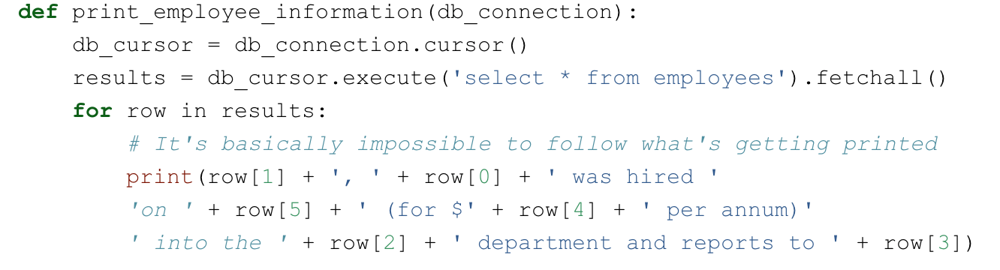 def print_employee_information(db_connection):
    db_cursor = db_connection.cursor()
    results = db_cursor.execute('select * from employees').fetchall()
    for row in results:
        # It's basically impossible to follow what's getting printed
        print(row[1] + ', ' + row[0] + ' was hired '
        'on ' + row[5] + ' (for $' + row[4] + ' per annum)'
        ' into the ' + row[2] + ' department and reports to ' + row[3])